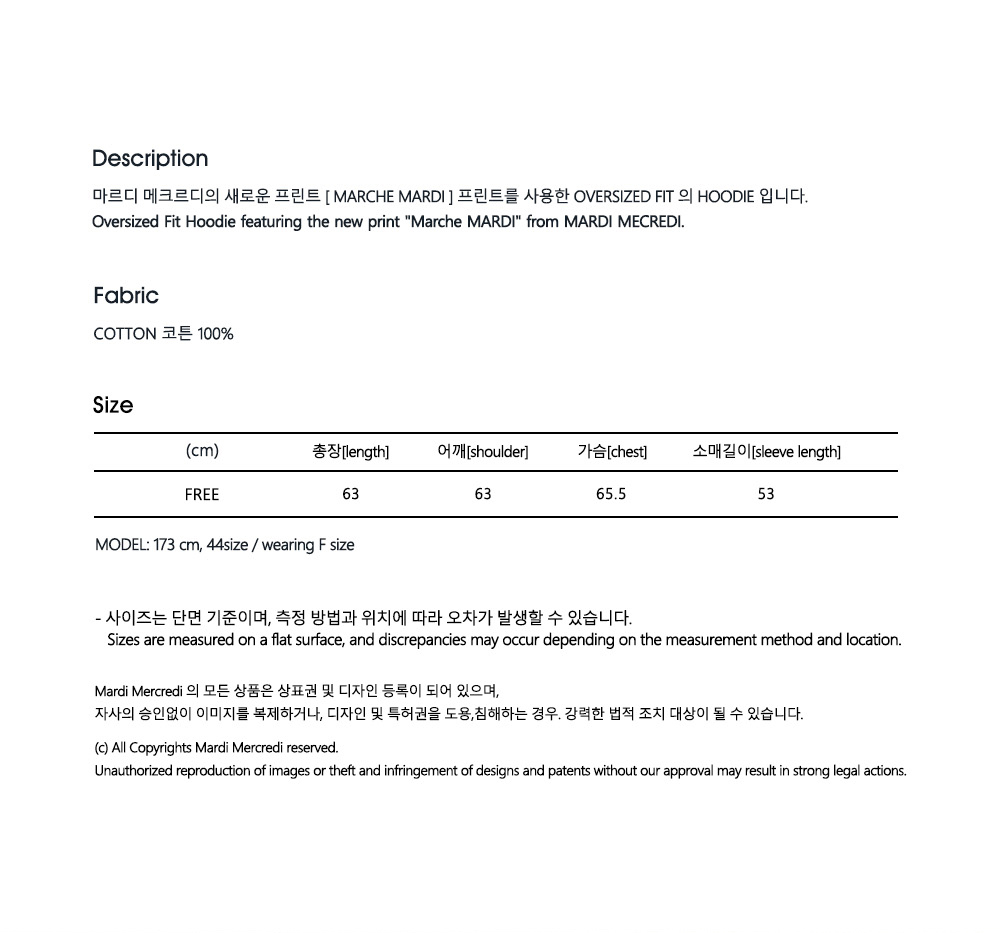 Description
마르디 메크르디의 새로운 프린트 [ MARCHE MARDI ] 프린트를 사용한 OVERSIZED FIT 의 HOODIE 입니다.
Oversized Fit Hoodie featuring the new print "Marche MARDI" from MARDI MECREDI.
Fabric
COTTON 코튼 100%
Size
(cm) 총장[length] 어깨[shoulder] 가슴[chest] 소매길이[sleeve length]
FREE 63 63 65.5 53
MODEL: 173 cm, 44size / wearing F size
- 사이즈는 단면 기준이며, 측정 방법과 위치에 따라 오차가 발생할 수 있습니다.
Sizes are measured on a flat surface, and discrepancies may occur depending on the measurement method and location.
Mardi Mercredi 의 모든 상품은 상표권 및 디자인 등록이 되어 있으며,
자사의 승인없이 이미지를 복제하거나, 디자인 및 특허권을 도용,침해하는 경우. 강력한 법적 조치 대상이 될 수 있습니다.
(c) All Copyrights Mardi Mercredi reserved.
Unauthorized reproduction of images or theft and infringement of designs and patents without our approval may result in strong legal actions.